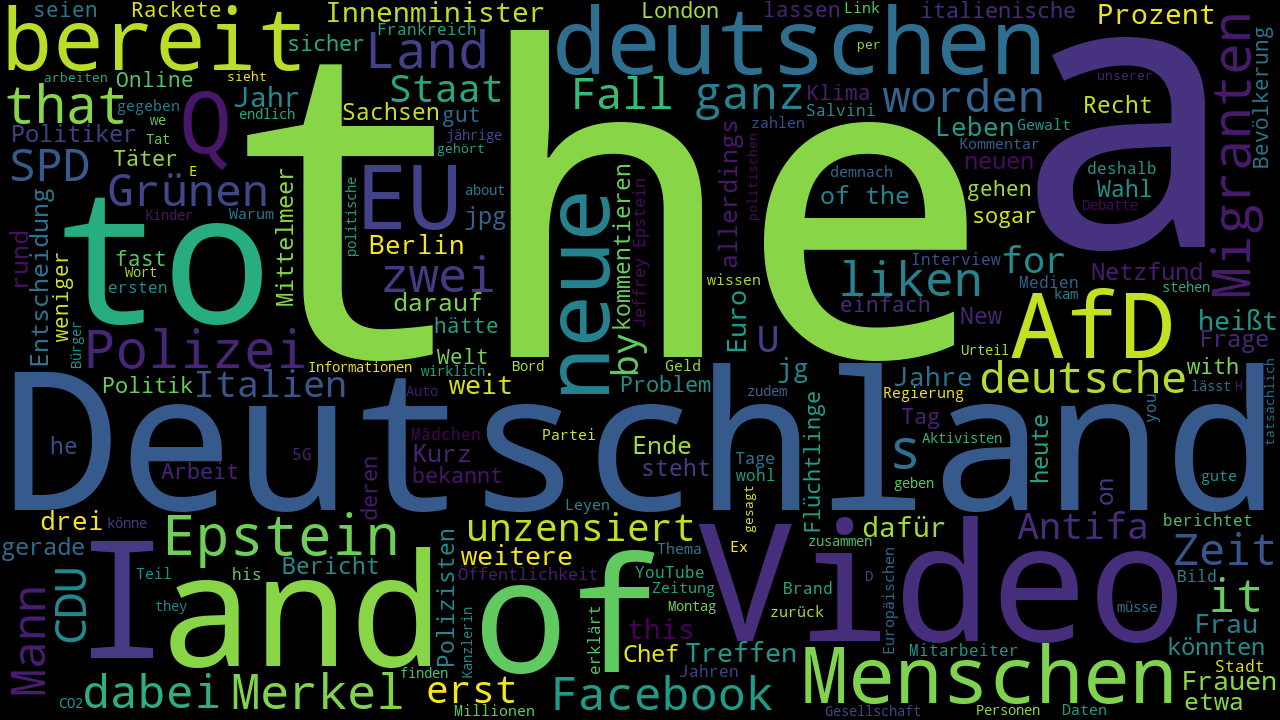 seien
Rackete
Innenminister
London
lassen
Link
italienische
Prozent
bereit
sicher
Frankreich
Land
deutschen
per
Migranten
Bevölkerung
arbeiten
Online
sieht
Staat
Fall
ganz
Klima
worden
unserer
that
gegeben
Q
Jahr
endlich
Sachsen
gut
Salvini
Recht
we
Politiker
Tat
jährige
zahlen
Leben
Gewalt
SPD
Täter
gehört
Kommentar
neuen
E
the
a
Grünen
EU
about
demnach
gehen
deshalb
Wahl
Entscheidung
Mittelmeer
politische
jpg
neue
kommentieren
Jeffrey Epstein
allerdings
politischen
of the
sogar
Debatte
Kinder
Warum
to
rund
weniger
fast
Wort
ersten
Berlin
zwei
darauf
hätte
by
wissen
liken
Interview
for
Medien
kam
Netzfund
stehen
einfach
Euro
U
New
AfD
heißt
Frage
Bürger
Polizei
Welt
Urteil
Informationen
wirklich
Bord
Geld
jg
Politik
Italien
weit
Problem
zudem
Jahre
Regierung
deutsche
with
lässt
H
tatsächlich
Auto
Deutschland
he
Arbeit
5G
Mädchen
Kurz
bekannt
deren
Partei
Ende
steht
Tage
wohl
Flüchtlinge
s
Tag
Aktivisten
geben
heute
you
on
gute
Leyen
gesagt
drei
könne
Epstein
unzensiert
dafür
Antifa
berichtet
gerade
I
and
of
Video
Bericht
Polizisten
weitere
Thema
Ex
zusammen
Zeit
Teil
his
Öffentlichkeit
YouTube
Zeitung
Brand
D
Europäischen
Bild
it
CDU
they
Kanzlerin
erklärt
Montag
zurück
müsse
Mann
this
Frau
Chef
Treffen
Mitarbeiter
könnten
finden
Jahren
Menschen
Stadt
Frauen
CO2
dabei
Merkel
erst
Facebook
etwa
Millionen
Gesellschaft
Personen
Daten